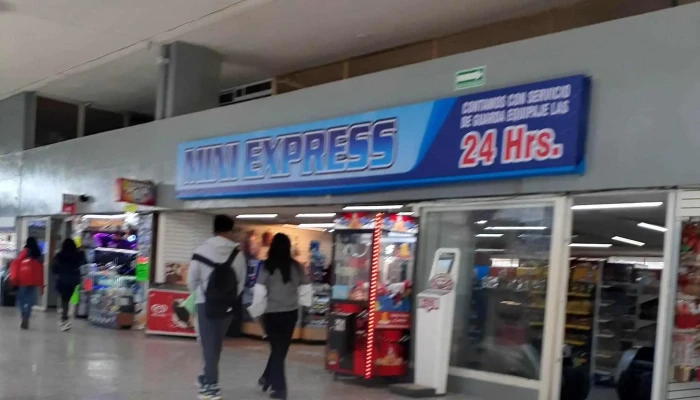 MINI EXPRESS
CONTAMOS CON SERVICIO
DE GUARDA EQUIPAJE LAS
24 Hrs.